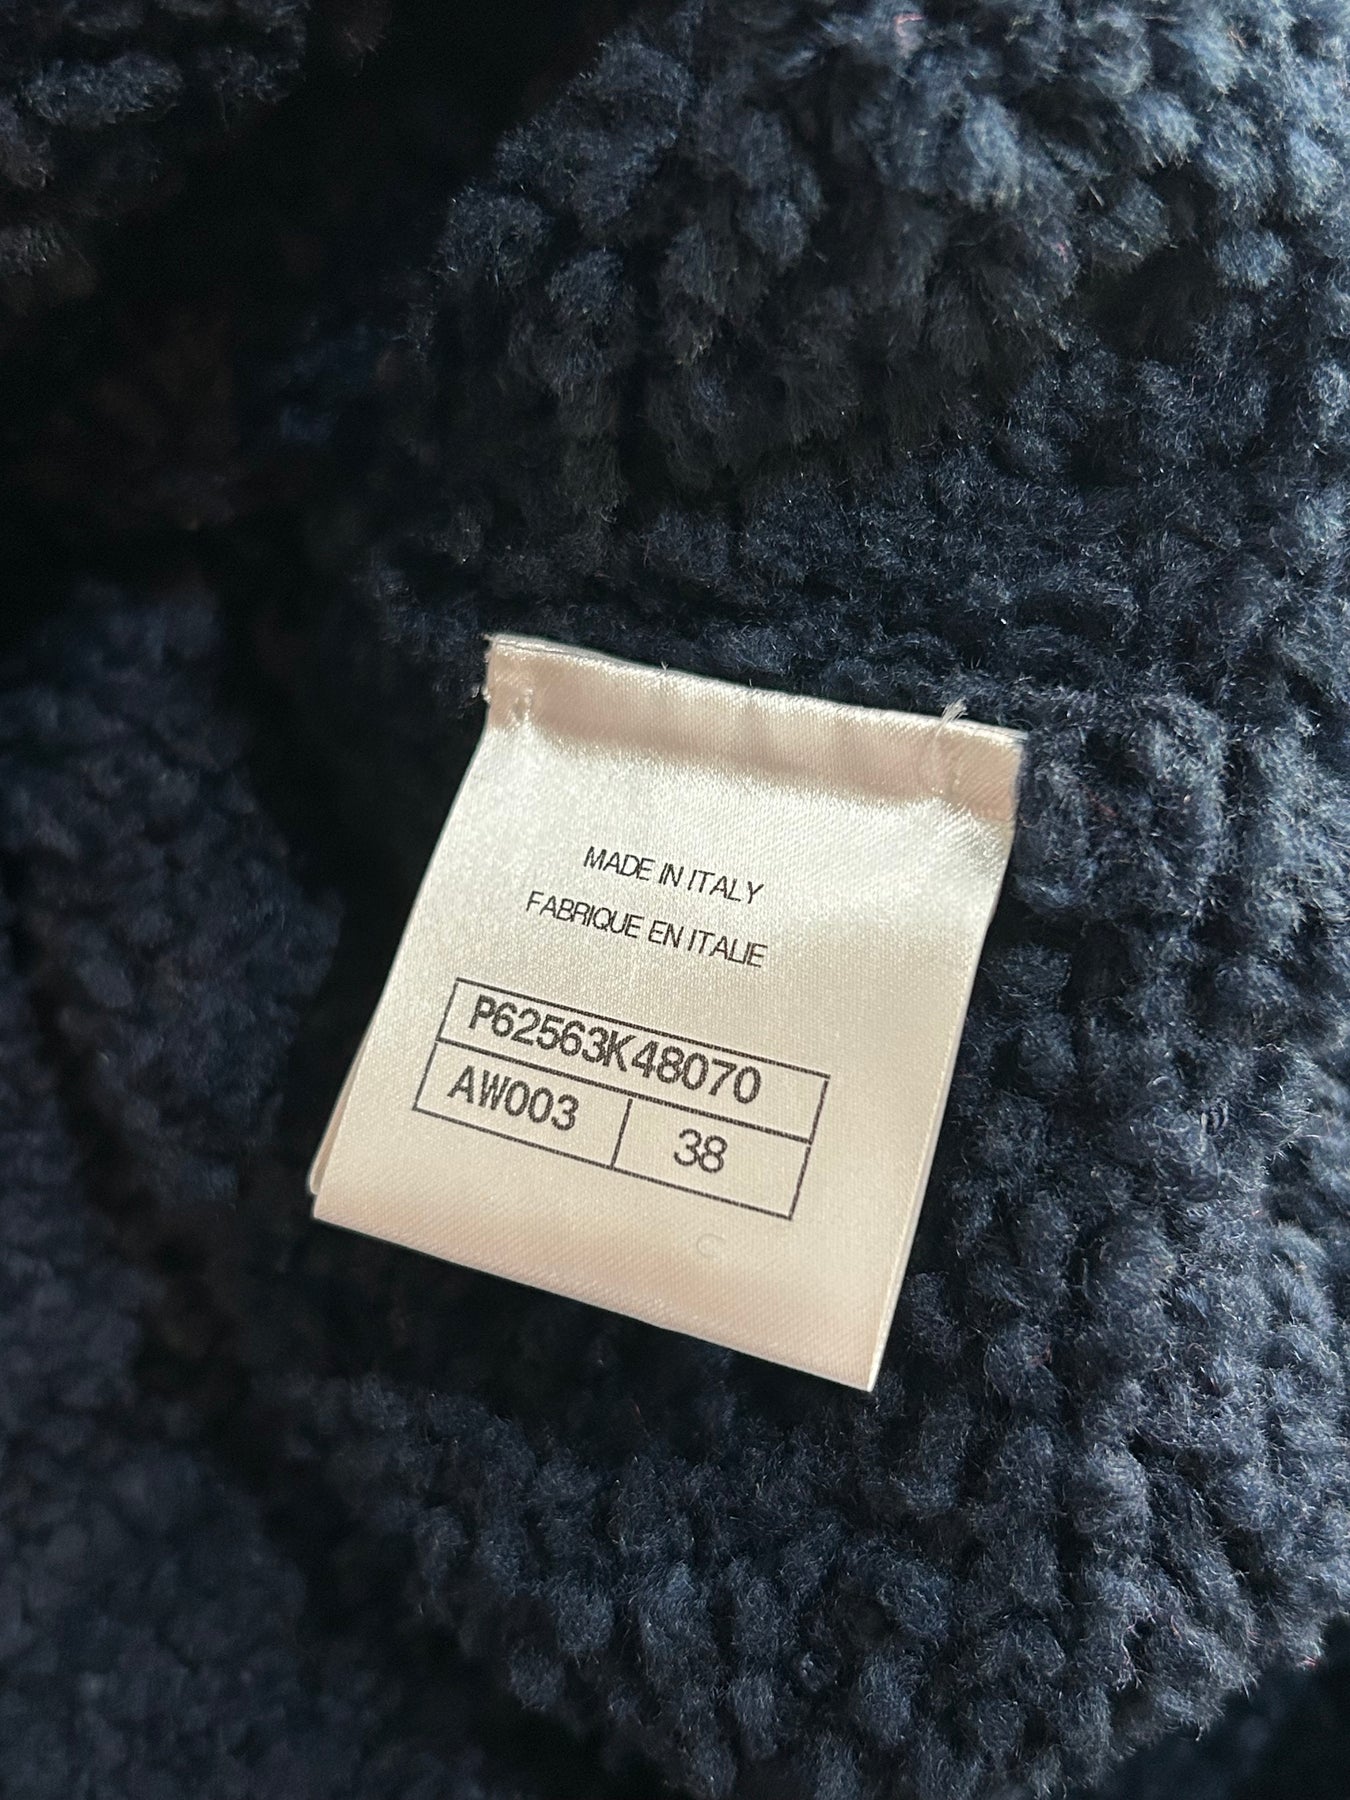 MADE IN ITALY
FABRIQUE EN ITALIE
P62563K48070
AW003 38
C